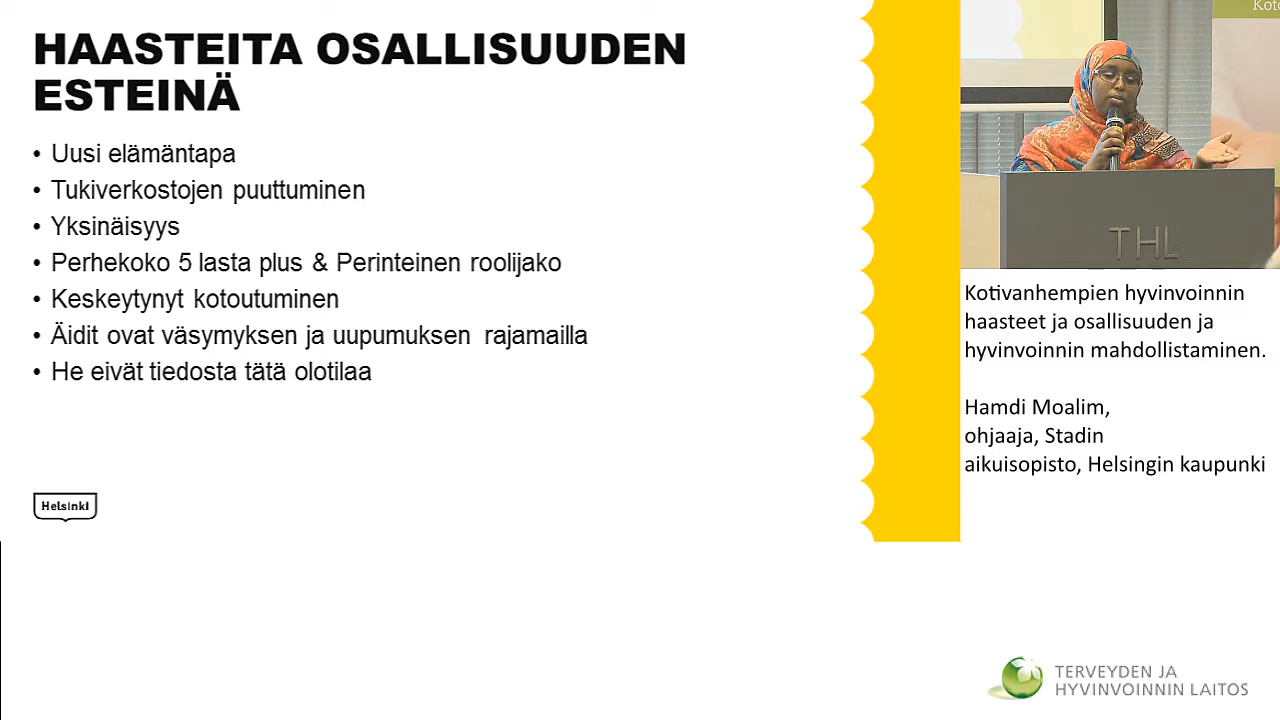 HAASTEITA OSALLISUUDEN
ESTEINÄ
• Uusi elämäntapa
• Tukiverkostojen puuttuminen
• Yksinäisyys
• Perhekoko 5 lasta plus & Perinteinen roolijako
• Keskeytynyt kotoutuminen
• Äidit ovat väsymyksen ja uupumuksen rajamailla
• He eivät tiedosta tätä olotilaa
Helsinki
THL
Kotivanhempien hyvinvoinnin
haasteet ja osallisuuden ja
hyvinvoinnin mahdollistaminen.
Hamdi Moalim,
ohjaaja, Stadin
aikuisopisto, Helsingin kaupunki
TERVEYDEN JA
HYVINVOINNIN LAITOS